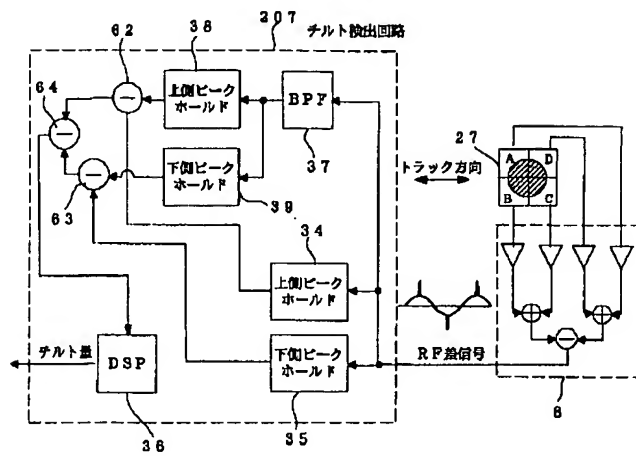 207
チルト検出回路
38
62
64
上側ピーク
ホールド
BPF
37
27
A
D
B
C
トラック方向
63
下側ピーク
ホールド
39
34
上側ピーク
ホールド
チルト量
DSP
36
下側ピーク
ホールド
35
RF差信号
8